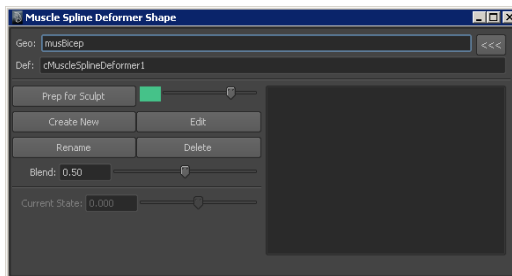 Muscle Spline Deformer Shape
Geo: musBicep <<<
Def: cMuscleSplineDeformer1
Prep for Sculpt
Create New Edit
Rename Delete
Blend: 0.50
Current State: 0.000